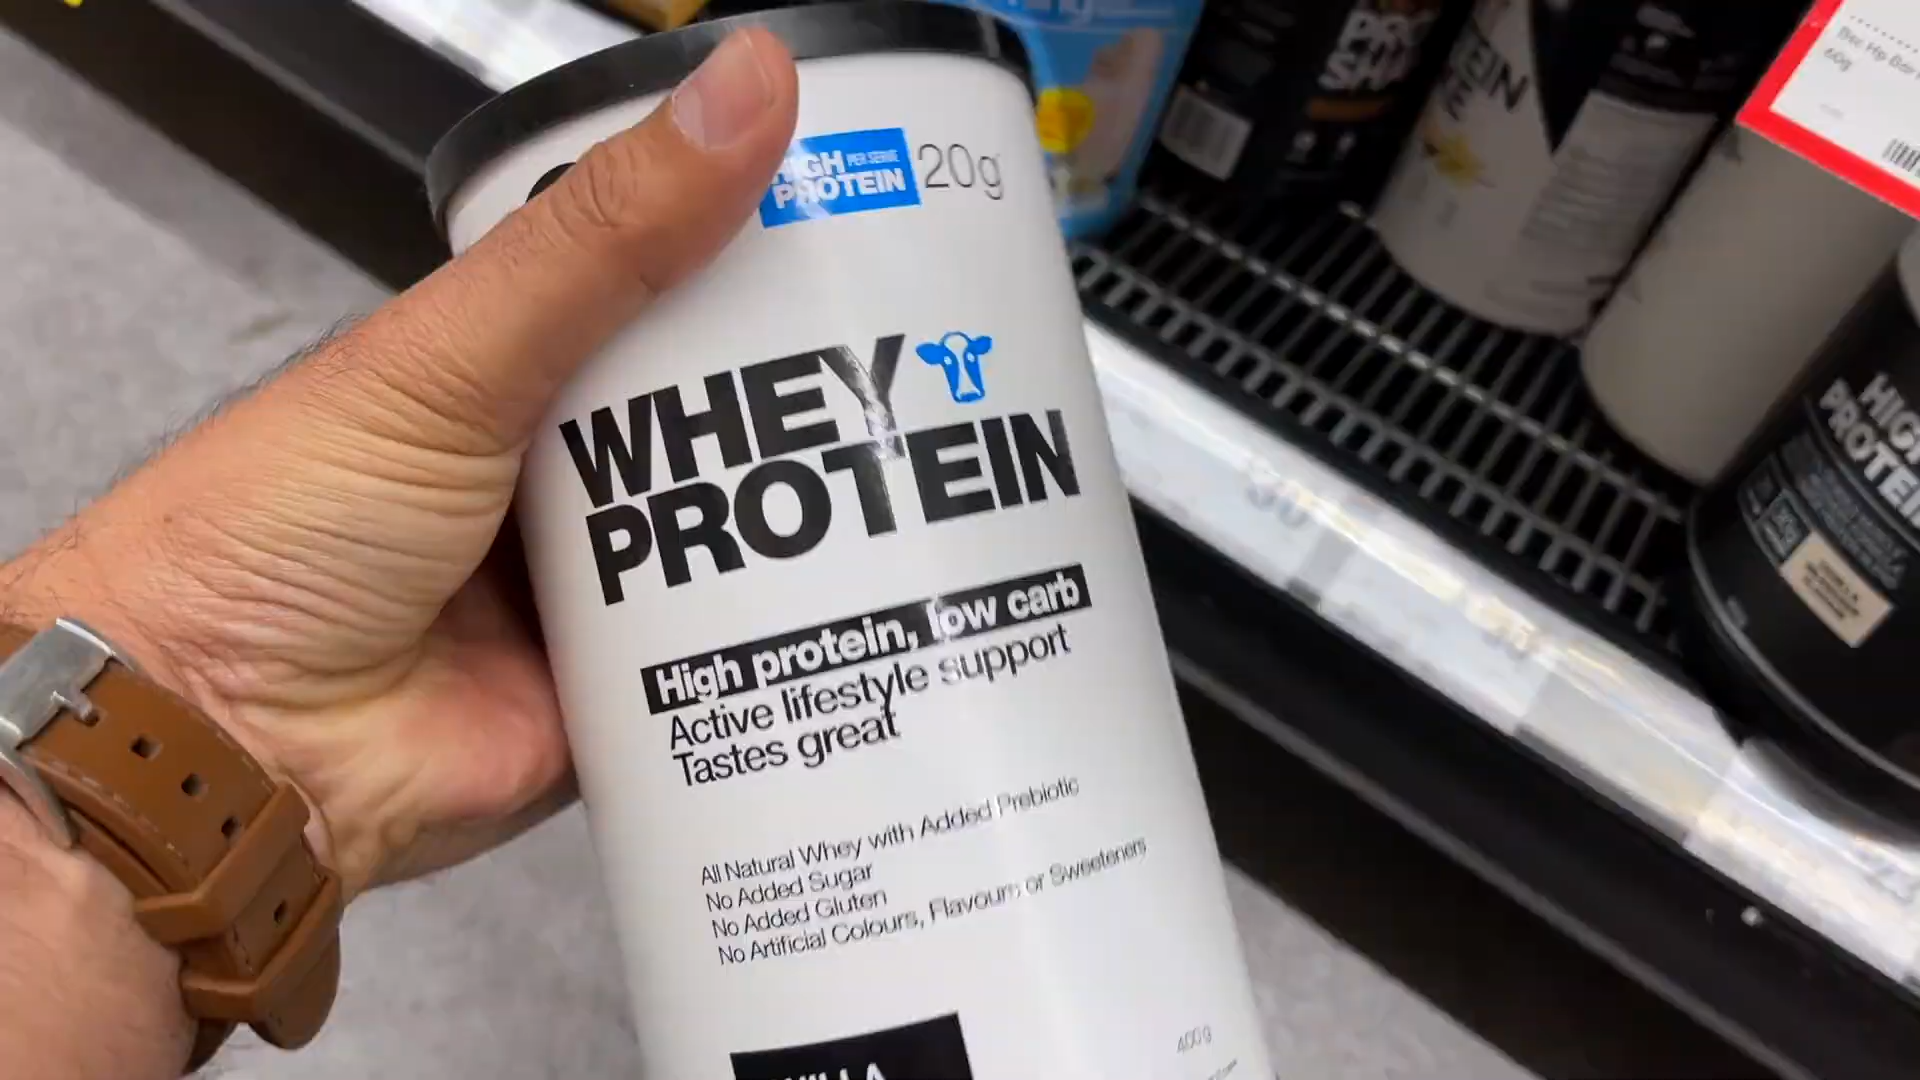 HIGH PER SERVE
PROTEIN
20g
WHEY
PROTEIN
High protein, low carb
Active lifestyle support
Tastes great
All Natural Whey with Added Prebiotic
No Added Sugar
No Added Gluten
No Artificial Colours, Flavours or Sweeteners
400g
60g
HIGH
PROTEIN